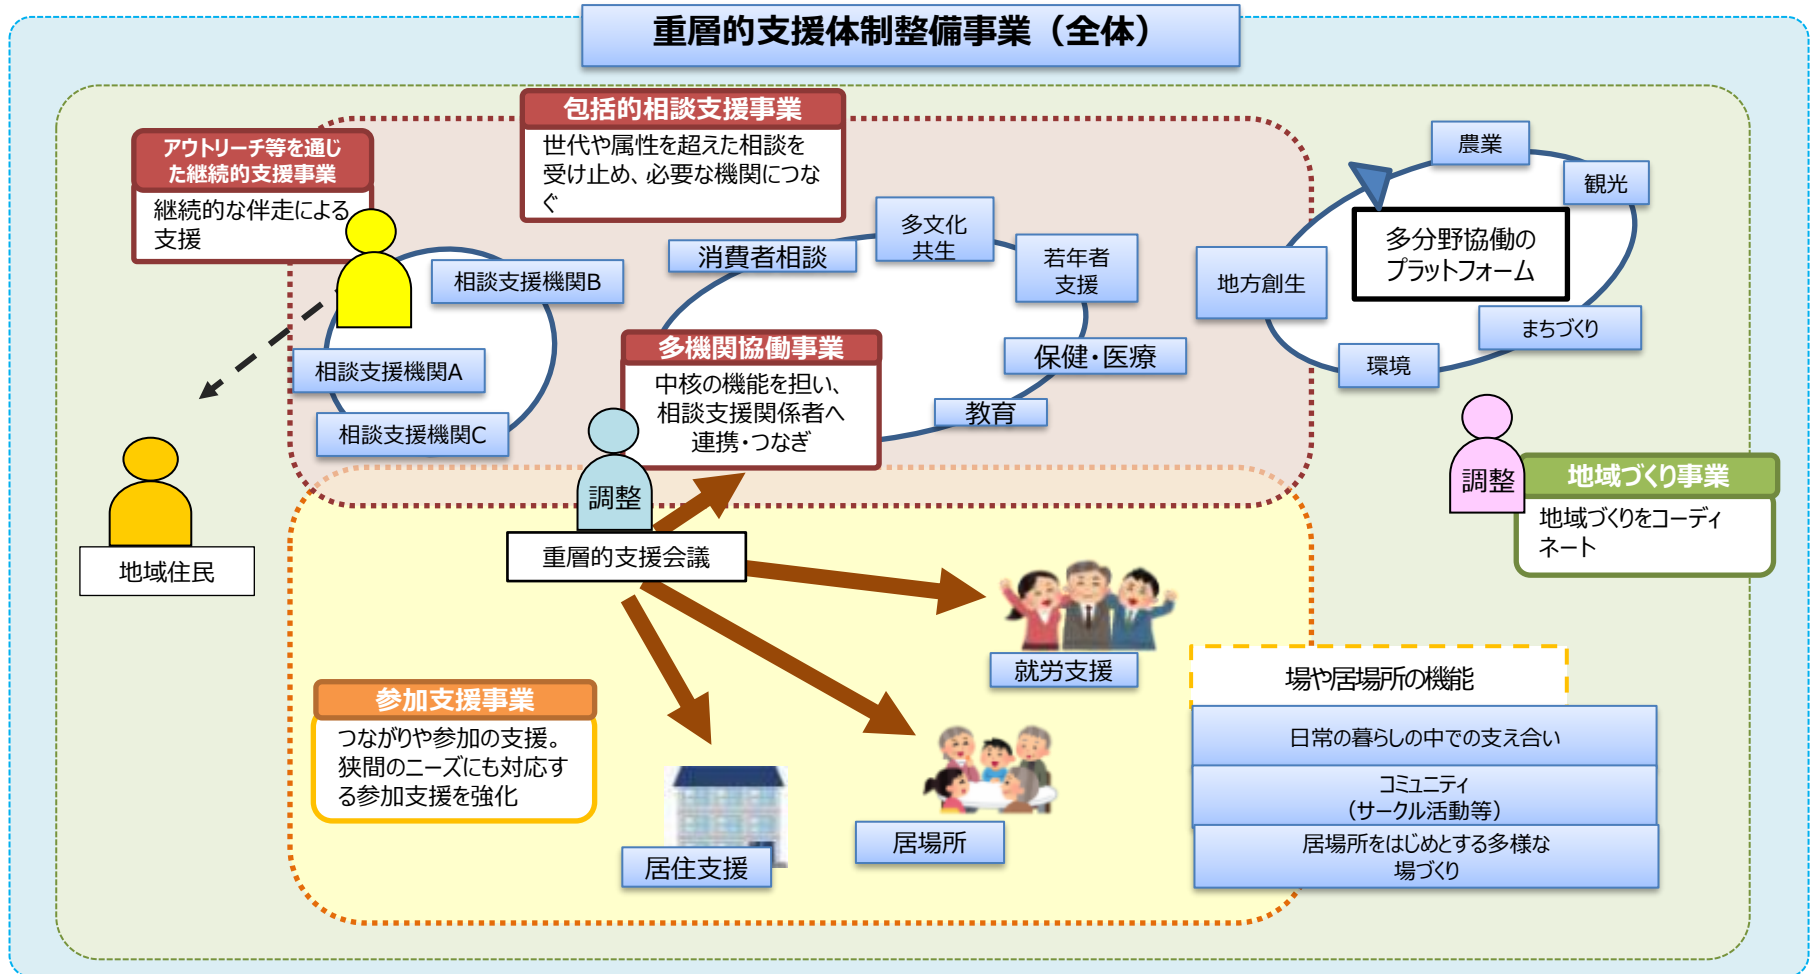 重層的支援体制整備事業（全体）
包括的相談支援事業
世代や属性を超えた相談を
受け止め、必要な機関につな
ぐ
アウトリーチ等を通じ
た継続的支援事業
継続的な伴走による
支援
相談支援機関B
相談支援機関A
相談支援機関C
消費者相談
多文化
共生
若年者
支援
保健・医療
教育
多機関協働事業
中核の機能を担い、
相談支援関係者へ
連携・つなぎ
調整
重層的支援会議
地域住民
農業
観光
地方創生
多分野協働の
プラットフォーム
まちづくり
環境
調整
地域づくり事業
地域づくりをコーディ
ネート
参加支援事業
つながりや参加の支援。
狭間のニーズにも対応す
る参加支援を強化
就労支援
居場所
居住支援
場や居場所の機能
日常の暮らしの中での支え合い
コミュニティ
（サークル活動等）
居場所をはじめとする多様な
場づくり